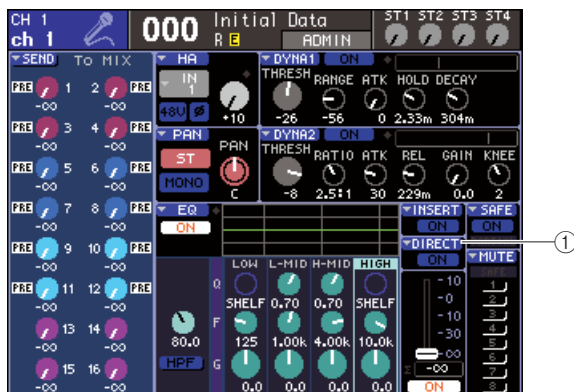 CH 1
ch 1
000
Initial Data
R E ADMIN
ST1 ST2 ST3 ST4
SEND TO MIX
PRE 1 2 PRE
-∞ -∞
PRE 3 4 PRE
-∞ -∞
PRE 5 6 PRE
-∞ -∞
PRE 7 8 PRE
-∞ -∞
PRE 9 10 PRE
-∞ -∞
PRE 11 12 PRE
-∞ -∞
13 14
-∞ -∞
15 16
-∞ -∞
HA
IN
1
48V Ø
+10
DYNA1 ON
THRESH RANGE ATK HOLD DECAY
-26 -56 0 2.33m 304m
PAN
ST
MONO
PAN
C
DYNA2 ON
THRESH RATIO ATK REL GAIN KNEE
-8 2.5:1 30 229m 0.0 2
EQ
ON
LOW L-MID H-MID HIGH
Q
SHELF 0.70 0.70 SHELF
F
80.0 125 1.00k 4.00k 10.0k
HPF
G
0.0 0.0 0.0 0.0
INSERT
ON
SAFE
DIRECT
ON
1
-10
-0
-10
-30
-∞
-∞
ON
MUTE
SAFE
1
2
3
4
5
6
7
8